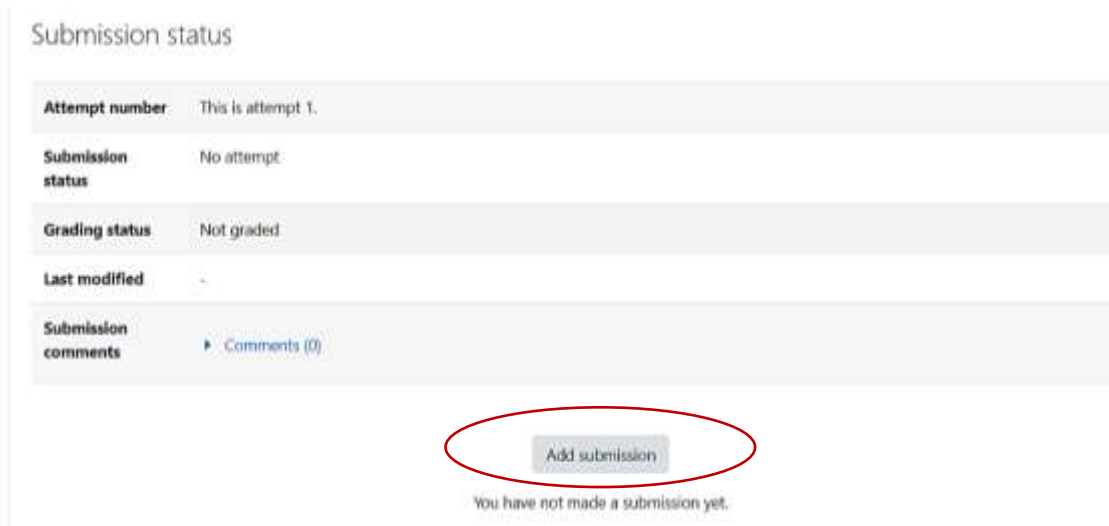 Submission status
Attempt number This is attempt 1.
Submission status No attempt
Grading status Not graded
Last modified -
Submission comments Comments (0)
Add submission
You have not made a submission yet.